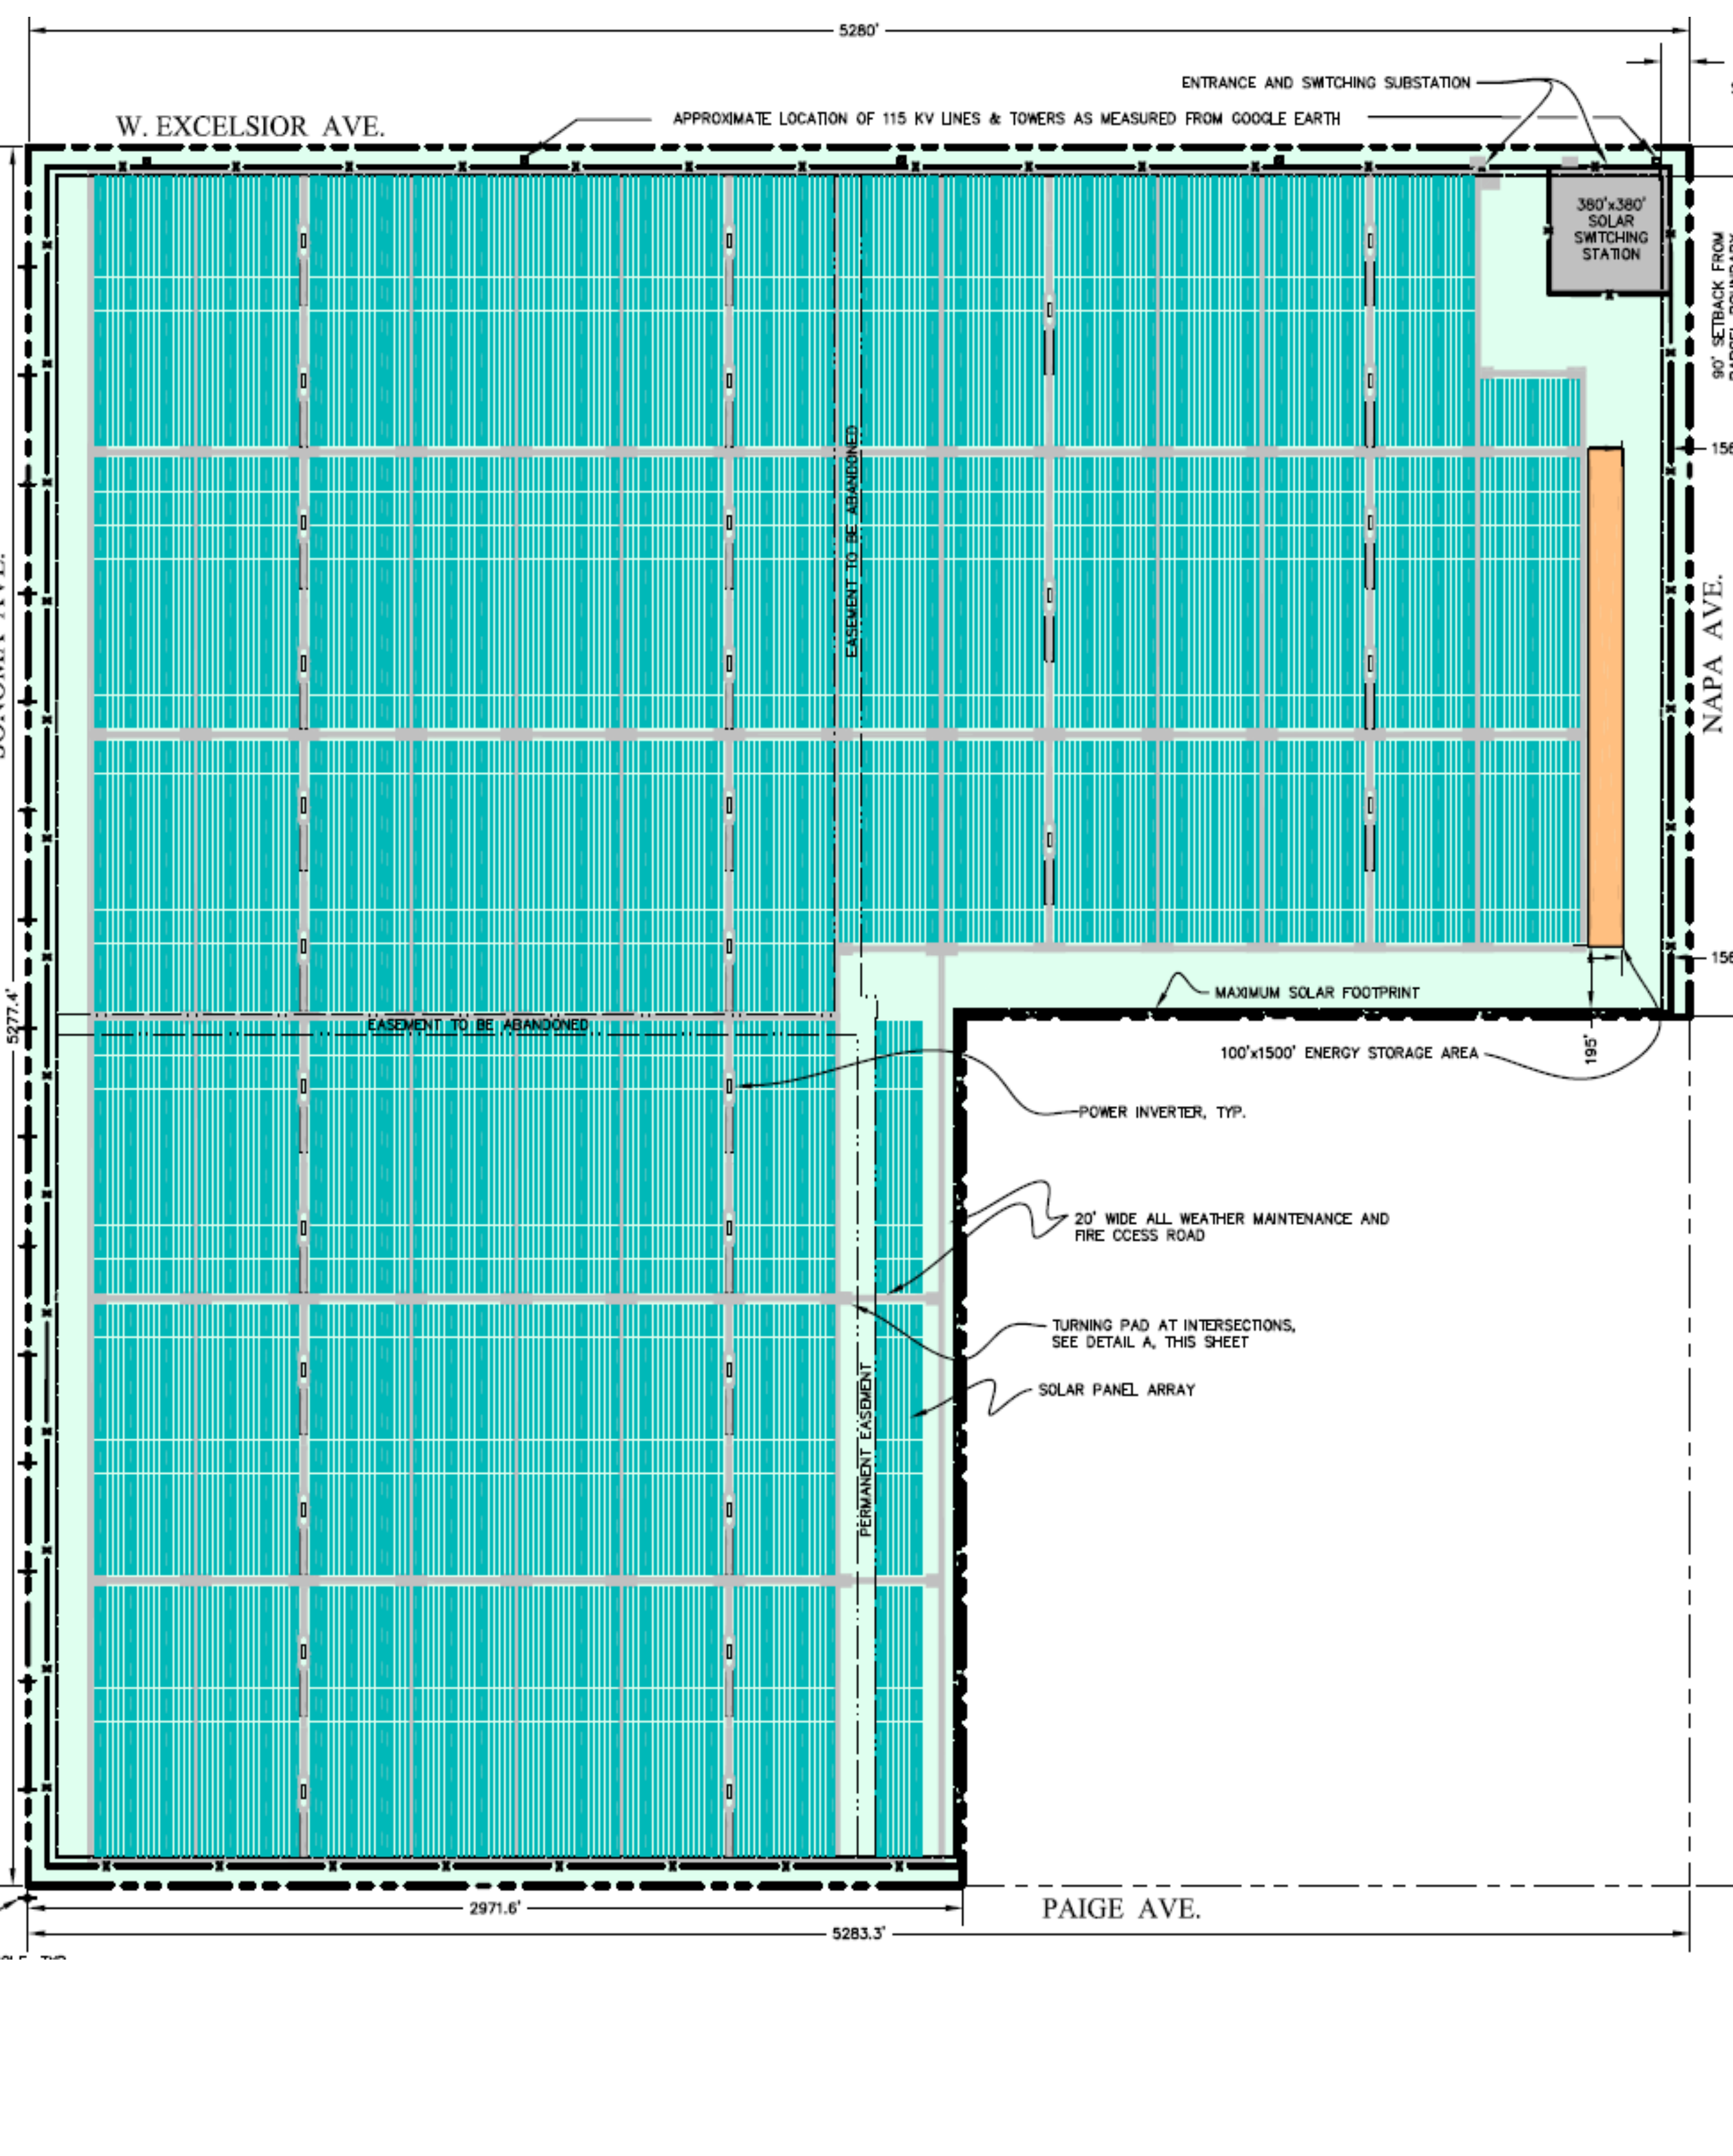 5280'
ENTRANCE AND SWITCHING SUBSTATION
W. EXCELSIOR AVE.
APPROXIMATE LOCATION OF 115 KV LINES & TOWERS AS MEASURED FROM GOOGLE EARTH
380'x380'
SOLAR
SWITCHING
STATION
90' SETBACK FROM
EASEMENT TO BE ABANDONED
NAPA AVE.
5277.4'
MAXIMUM SOLAR FOOTPRINT
EASEMENT TO BE ABANDONED
195'
100'x1500' ENERGY STORAGE AREA
POWER INVERTER, TYP.
20' WIDE ALL WEATHER MAINTENANCE AND
FIRE CCESS ROAD
TURNING PAD AT INTERSECTIONS,
SEE DETAIL A, THIS SHEET
SOLAR PANEL ARRAY
PERMANENT EASEMENT
2971.6'
PAIGE AVE.
5283.3'